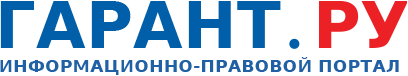 ГАРАНТ.РУ
ИНФОРМАЦИОННО-ПРАВОВОЙ ПОРТАЛ